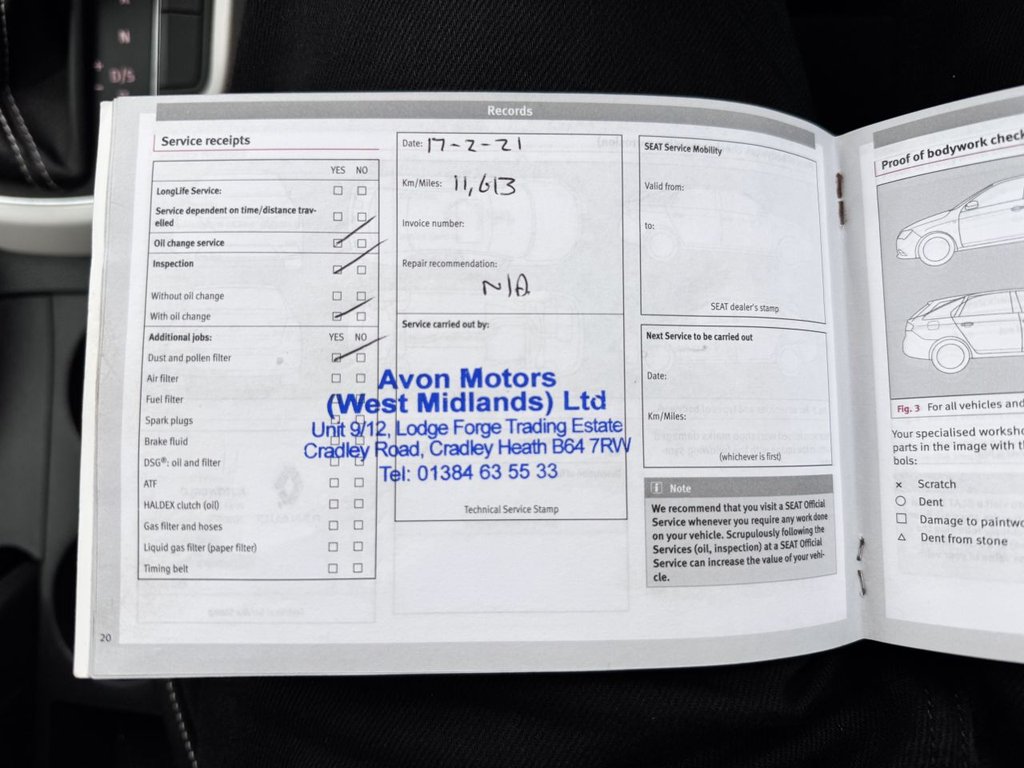 N
+
D/S
Records
Service receipts
YES NO
LongLife Service:
Service dependent on time/distance trav-
elled
Oil change service
Inspection
Without oil change
With oil change
Additional jobs: YES NO
Dust and pollen filter
Air filter
Fuel filter
Spark plugs
Brake fluid
DSG®: oil and filter
ATF
HALDEX clutch (oil)
Gas filter and hoses
Liquid gas filter (paper filter)
Timing belt
20
Date: 17-2-21
Km/Miles: 11,613
Invoice number:
Repair recommendation:
N/A
Service carried out by:
Avon Motors
(West Midlands) Ltd
Unit 9/12, Lodge Forge Trading Estate
Cradley Road, Cradley Heath B64 7RW
Tel: 01384 63 55 33
Technical Service Stamp
SEAT Service Mobility
Valid from:
to:
SEAT dealer's stamp
Next Service to be carried out
Date:
Km/Miles:
(whichever is first)
i Note
We recommend that you visit a SEAT Official
Service whenever you require any work done
on your vehicle. Scrupulously following the
Services (oil, inspection) at a SEAT Official
Service can increase the value of your vehi-
cle.
Proof of bodywork check
Fig. 3 For all vehicles and
Your specialised worksho
parts in the image with th
bols:
× Scratch
○ Dent
□ Damage to paintwo
△ Dent from stone